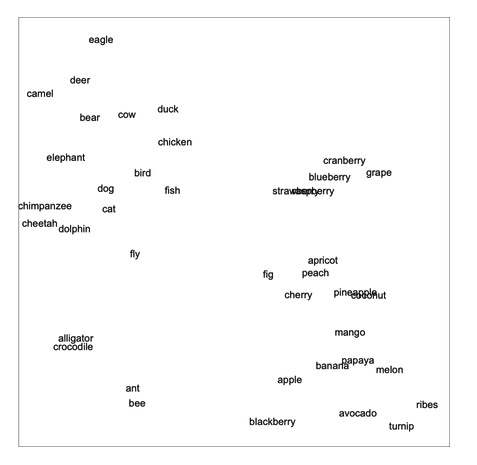 eagle
deer
camel
duck
cow
bear
chicken
elephant
cranberry
bird
grape
blueberry
dog
fish
strawberry
raspberry
chimpanzee
cat
cheetah
dolphin
fly
apricot
fig
peach
cherry
pineapple
coconut
mango
alligator
crocodile
papaya
banana
melon
apple
ant
bee
ribes
avocado
blackberry
turnip